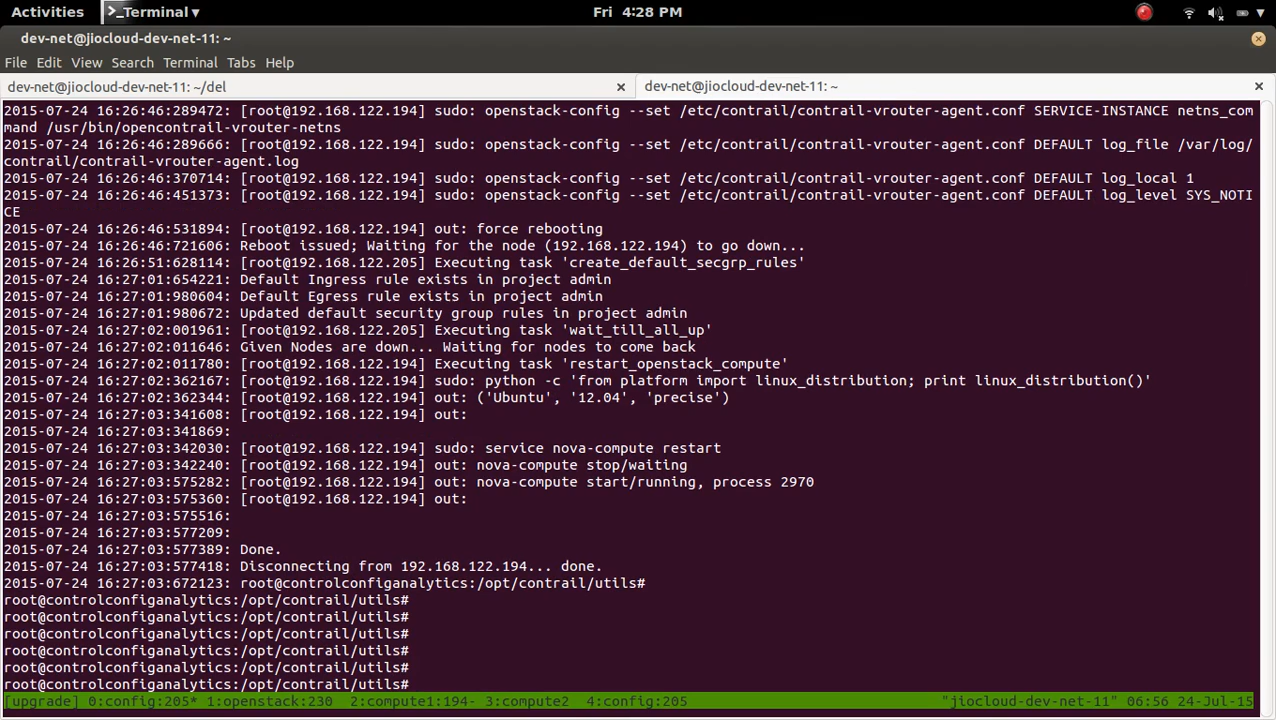 Activities >_ Terminal ▾ Fri 4:28 PM
dev-net@jiocloud-dev-net-11: ~
File Edit View Search Terminal Tabs Help
dev-net@jiocloud-dev-net-11: ~/del × dev-net@jiocloud-dev-net-11: ~ ×
2015-07-24 16:26:46:289472: [root@192.168.122.194] sudo: openstack-config --set /etc/contrail/contrail-vrouter-agent.conf SERVICE-INSTANCE netns_com
mand /usr/bin/opencontrail-vrouter-netns
2015-07-24 16:26:46:289666: [root@192.168.122.194] sudo: openstack-config --set /etc/contrail/contrail-vrouter-agent.conf DEFAULT log_file /var/log/
contrail/contrail-vrouter-agent.log
2015-07-24 16:26:46:370714: [root@192.168.122.194] sudo: openstack-config --set /etc/contrail/contrail-vrouter-agent.conf DEFAULT log_local 1
2015-07-24 16:26:46:451373: [root@192.168.122.194] sudo: openstack-config --set /etc/contrail/contrail-vrouter-agent.conf DEFAULT log_level SYS_NOTI
CE
2015-07-24 16:26:46:531894: [root@192.168.122.194] out: force rebooting
2015-07-24 16:26:46:721606: Reboot issued; Waiting for the node (192.168.122.194) to go down...
2015-07-24 16:26:51:628114: [root@192.168.122.205] Executing task 'create_default_secgrp_rules'
2015-07-24 16:27:01:654221: Default Ingress rule exists in project admin
2015-07-24 16:27:01:980604: Default Egress rule exists in project admin
2015-07-24 16:27:01:980672: Updated default security group rules in project admin
2015-07-24 16:27:02:001961: [root@192.168.122.205] Executing task 'wait_till_all_up'
2015-07-24 16:27:02:011646: Given Nodes are down... Waiting for nodes to come back
2015-07-24 16:27:02:011780: [root@192.168.122.194] Executing task 'restart_openstack_compute'
2015-07-24 16:27:02:362167: [root@192.168.122.194] sudo: python -c 'from platform import linux_distribution; print linux_distribution()'
2015-07-24 16:27:02:362344: [root@192.168.122.194] out: ('Ubuntu', '12.04', 'precise')
2015-07-24 16:27:03:341608: [root@192.168.122.194] out:
2015-07-24 16:27:03:341869:
2015-07-24 16:27:03:342030: [root@192.168.122.194] sudo: service nova-compute restart
2015-07-24 16:27:03:342240: [root@192.168.122.194] out: nova-compute stop/waiting
2015-07-24 16:27:03:575282: [root@192.168.122.194] out: nova-compute start/running, process 2970
2015-07-24 16:27:03:575360: [root@192.168.122.194] out:
2015-07-24 16:27:03:575516:
2015-07-24 16:27:03:577209:
2015-07-24 16:27:03:577389: Done.
2015-07-24 16:27:03:577418: Disconnecting from 192.168.122.194... done.
2015-07-24 16:27:03:672123: root@controlconfiganalytics:/opt/contrail/utils#
root@controlconfiganalytics:/opt/contrail/utils#
root@controlconfiganalytics:/opt/contrail/utils#
root@controlconfiganalytics:/opt/contrail/utils#
root@controlconfiganalytics:/opt/contrail/utils#
root@controlconfiganalytics:/opt/contrail/utils#
root@controlconfiganalytics:/opt/contrail/utils#
[upgrade] 0:config:205* 1:openstack:230 2:compute1:194- 3:compute2 4:config:205 "jiocloud-dev-net-11" 06:56 24-Jul-15